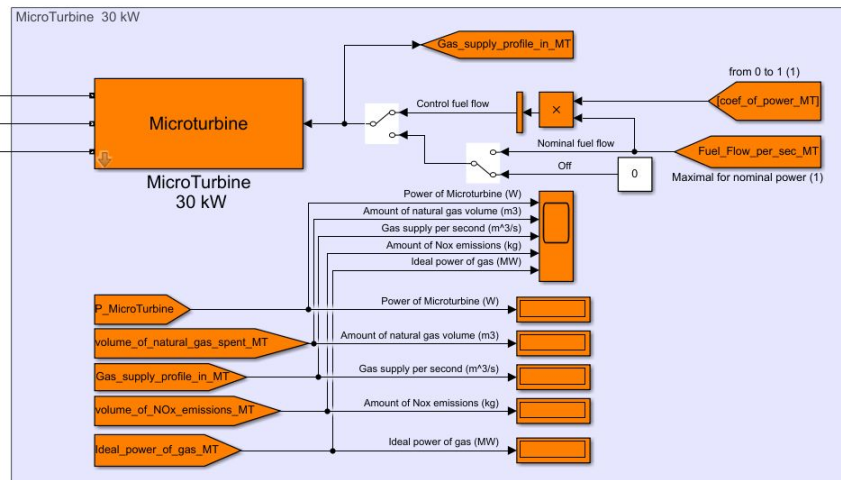 MicroTurbine 30 kW
Gas_supply_profile_in_MT
from 0 to 1 (1)
[coef_of_power_MT]
Control fuel flow
×
Microturbine
Nominal fuel flow
Fuel_Flow_per_sec_MT
Off
0
Maximal for nominal power (1)
MicroTurbine
30 kW
Power of Microturbine (W)
Amount of natural gas volume (m3)
Gas supply per second (m^3/s)
Amount of Nox emissions (kg)
Ideal power of gas (MW)
P_MicroTurbine
Power of Microturbine (W)
volume_of_natural_gas_spent_MT
Amount of natural gas volume (m3)
Gas_supply_profile_in_MT
Gas supply per second (m^3/s)
volume_of_NOx_emissions_MT
Amount of Nox emissions (kg)
Ideal_power_of_gas_MT
Ideal power of gas (MW)